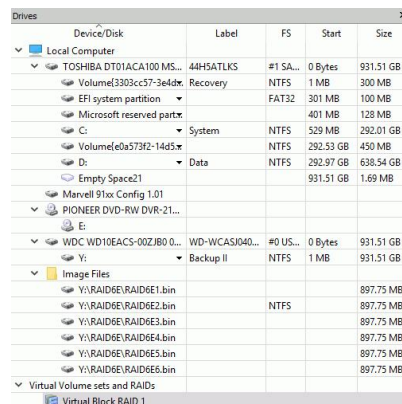 Drives
Device/Disk Label FS Start Size
Local Computer
TOSHIBA DT01ACA100 MS... 44H5ATLKS #1 SA... 0 Bytes 931.51 GB
Volume{3303cc57-3e4d... Recovery NTFS 1 MB 300 MB
EFI system partition FAT32 301 MB 100 MB
Microsoft reserved part... 401 MB 128 MB
C: System NTFS 529 MB 292.01 GB
Volume{e0a573f2-14d5... NTFS 292.53 GB 450 MB
D: Data NTFS 292.97 GB 638.54 GB
Empty Space21 931.51 GB 1.69 MB
Marvell 91xx Config 1.01
PIONEER DVD-RW DVR-21...
E:
WDC WD10EACS-00ZJB0 0... WD-WCASJ040... #0 US... 0 Bytes 931.51 GB
Y: Backup II NTFS 1 MB 931.51 GB
Image Files
Y:\RAID6E\RAID6E1.bin 897.75 MB
Y:\RAID6E\RAID6E2.bin NTFS 897.75 MB
Y:\RAID6E\RAID6E3.bin 897.75 MB
Y:\RAID6E\RAID6E4.bin 897.75 MB
Y:\RAID6E\RAID6E5.bin 897.75 MB
Y:\RAID6E\RAID6E6.bin 897.75 MB
Virtual Volume sets and RAIDs
Virtual Block RAID 1